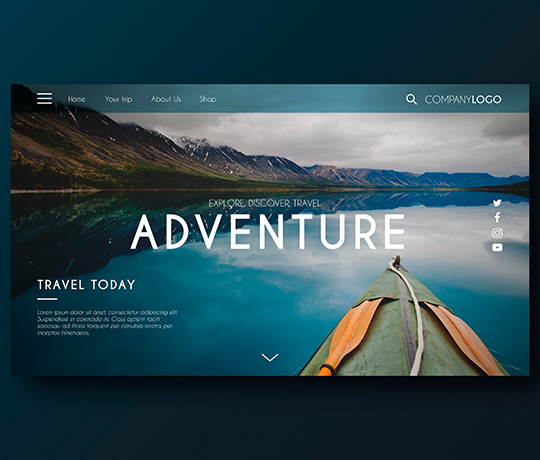 Home Your trip About Us Shop COMPANYLOGO
EXPLORE, DISCOVER, TRAVEL
ADVENTURE
TRAVEL TODAY
Lorem ipsum dolor sit amet, consectetur adipiscing elit.
Suspendisse in commodo mi. Class aptent taciti
sociosqu ad litora torquent per conubia nostra, per
inceptos himenaeos.